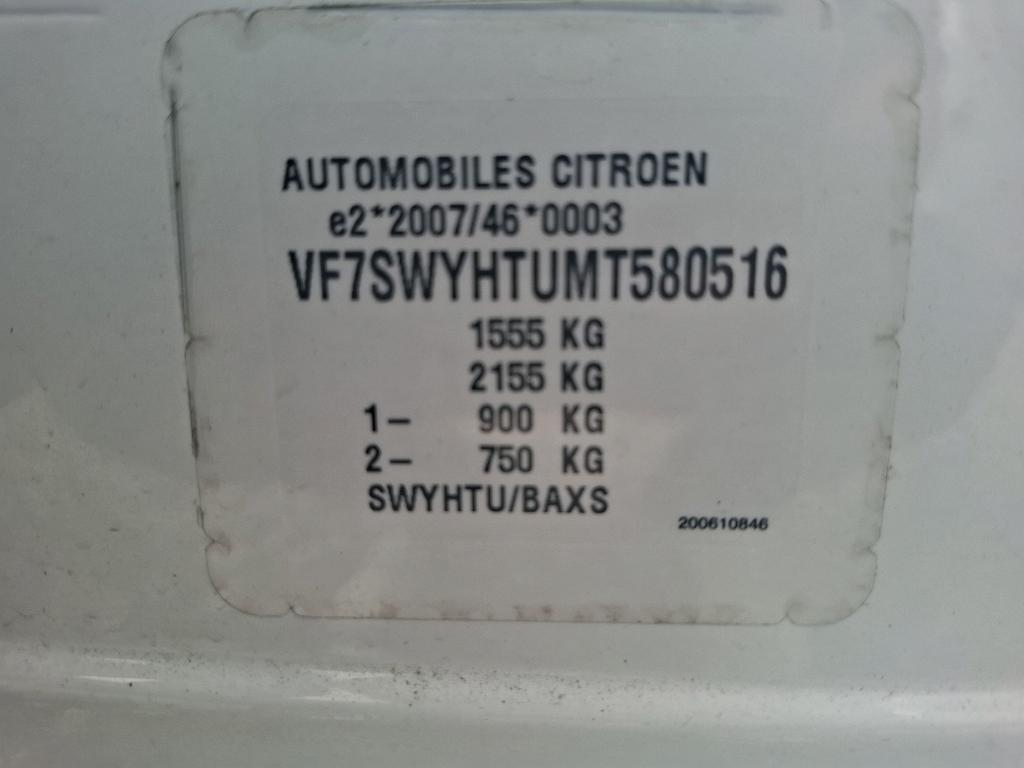 AUTOMOBILES CITROEN
e2*2007/46*0003
VF7SWYHTUMT580516
1555 KG
2155 KG
1- 900 KG
2- 750 KG
SWYHTU/BAXS
200610846